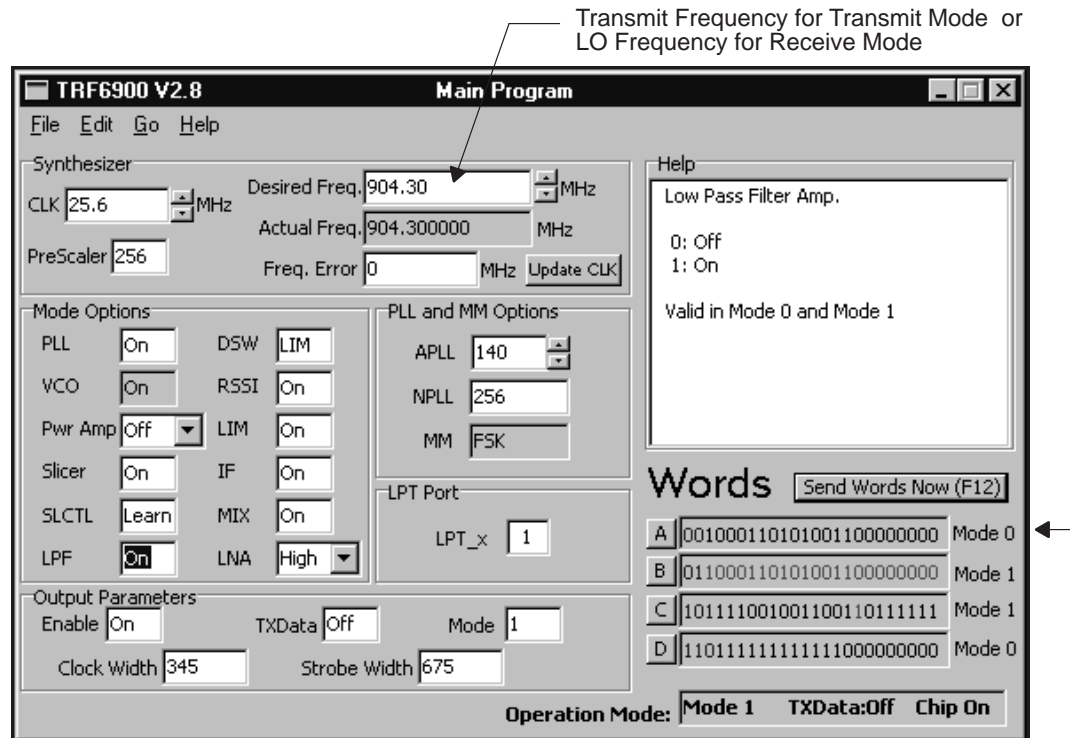 Transmit Frequency for Transmit Mode or
LO Frequency for Receive Mode
TRF6900 V2.8 Main Program
File Edit Go Help
Synthesizer
CLK 25.6 MHz
PreScaler 256
Desired Freq. 904.30 MHz
Actual Freq. 904.300000 MHz
Freq. Error 0 MHz Update CLK
Help
Low Pass Filter Amp.
0: Off
1: On
Valid in Mode 0 and Mode 1
Mode Options
PLL On DSW LIM
VCO On RSSI On
Pwr Amp Off LIM On
Slicer On IF On
SLCTL Learn MIX On
LPF On LNA High
PLL and MM Options
APLL 140
NPLL 256
MM FSK
LPT Port
LPT_x 1
Words Send Words Now (F12)
A 001000110101001100000000 Mode 0
B 011000110101001100000000 Mode 1
C 101111001001100110111111 Mode 1
D 110111111111111000000000 Mode 0
Output Parameters
Enable On TXData Off Mode 1
Clock Width 345 Strobe Width 675
Operation Mode: Mode 1 TXData:Off Chip On